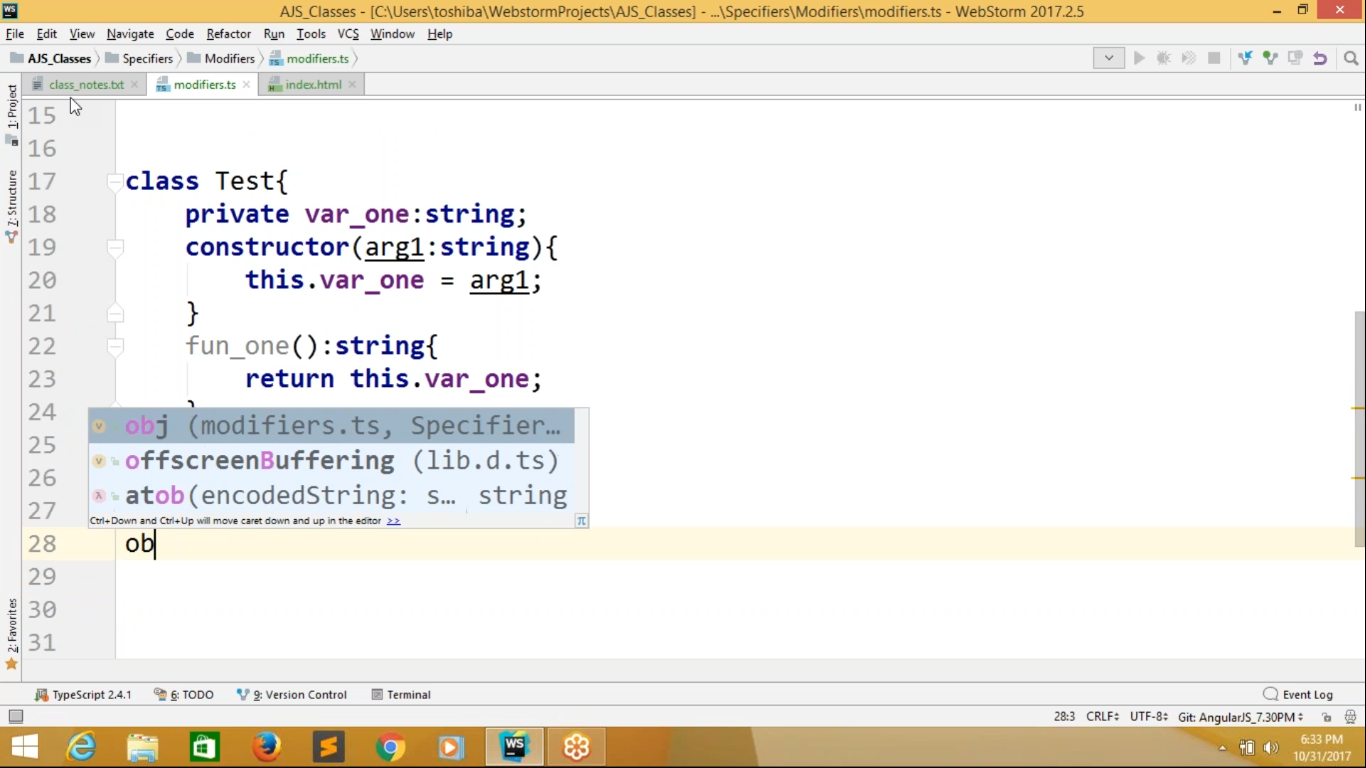 AJS_Classes - [C:\Users\toshiba\WebstormProjects\AJS_Classes] - ...\Specifiers\Modifiers\modifiers.ts - WebStorm 2017.2.5
File Edit View Navigate Code Refactor Run Tools VCS Window Help
AJS_Classes Specifiers Modifiers modifiers.ts
class_notes.txt modifiers.ts index.html
1: Project
Z: Structure
2: Favorites
15
16
17 class Test{
18 private var_one:string;
19 constructor(arg1:string){
20 this.var_one = arg1;
21 }
22 fun_one():string{
23 return this.var_one;
24
25
26
27
obj (modifiers.ts, Specifier…
offscreenBuffering (lib.d.ts)
atob(encodedString: s… string
Ctrl+Down and Ctrl+Up will move caret down and up in the editor >>
π
28 ob
29
30
31
TypeScript 2.4.1 6: TODO 9: Version Control Terminal Event Log
28:3 CRLF UTF-8 Git: AngularJS_7.30PM
WS
6:33 PM
10/31/2017